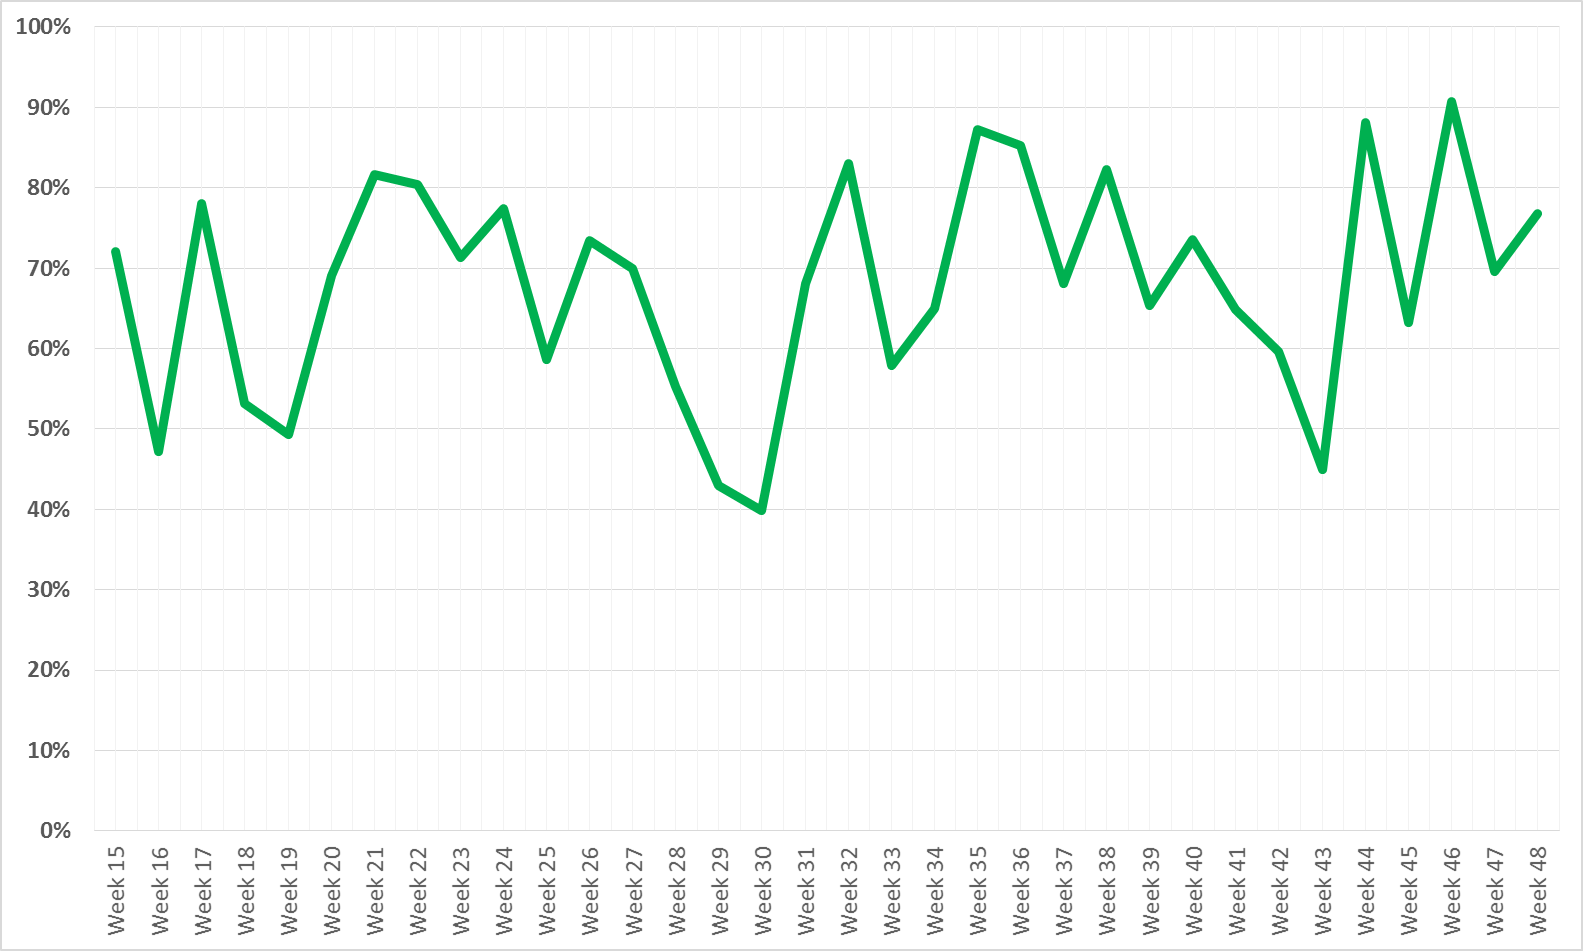 100%
90%
80%
70%
60%
50%
40%
30%
20%
10%
0%
Week 15
Week 16
Week 17
Week 18
Week 19
Week 20
Week 21
Week 22
Week 23
Week 24
Week 25
Week 26
Week 27
Week 28
Week 29
Week 30
Week 31
Week 32
Week 33
Week 34
Week 35
Week 36
Week 37
Week 38
Week 39
Week 40
Week 41
Week 42
Week 43
Week 44
Week 45
Week 46
Week 47
Week 48